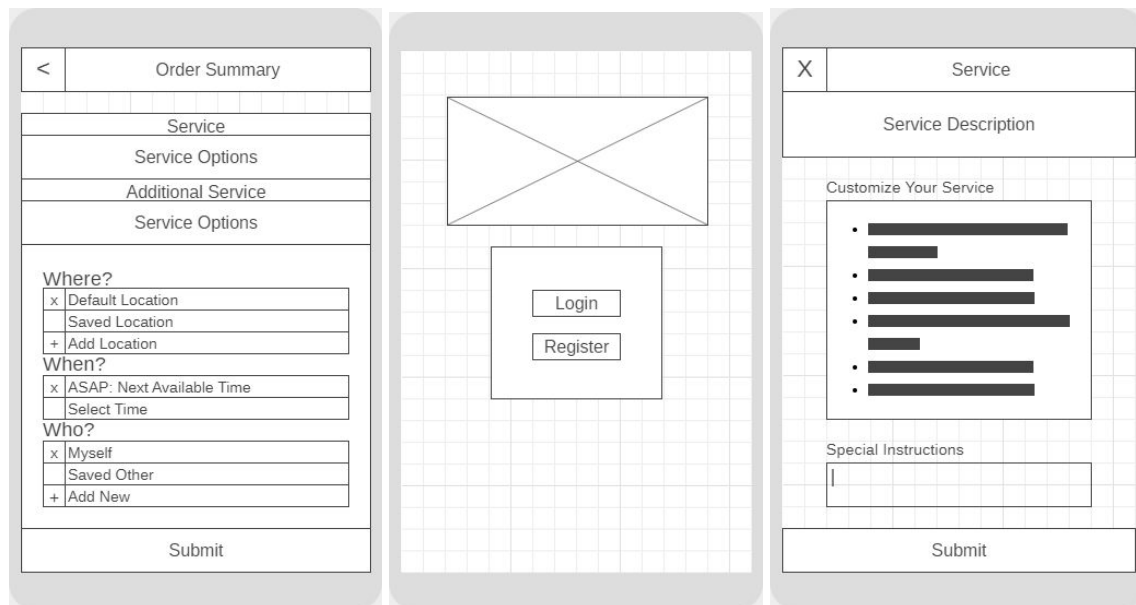 < Order Summary
Service
Service Options
Additional Service
Service Options
Where?
x Default Location
Saved Location
+ Add Location
When?
x ASAP: Next Available Time
Select Time
Who?
x Myself
Saved Other
+ Add New
Submit
Login
Register
X Service
Service Description
Customize Your Service
Special Instructions
Submit